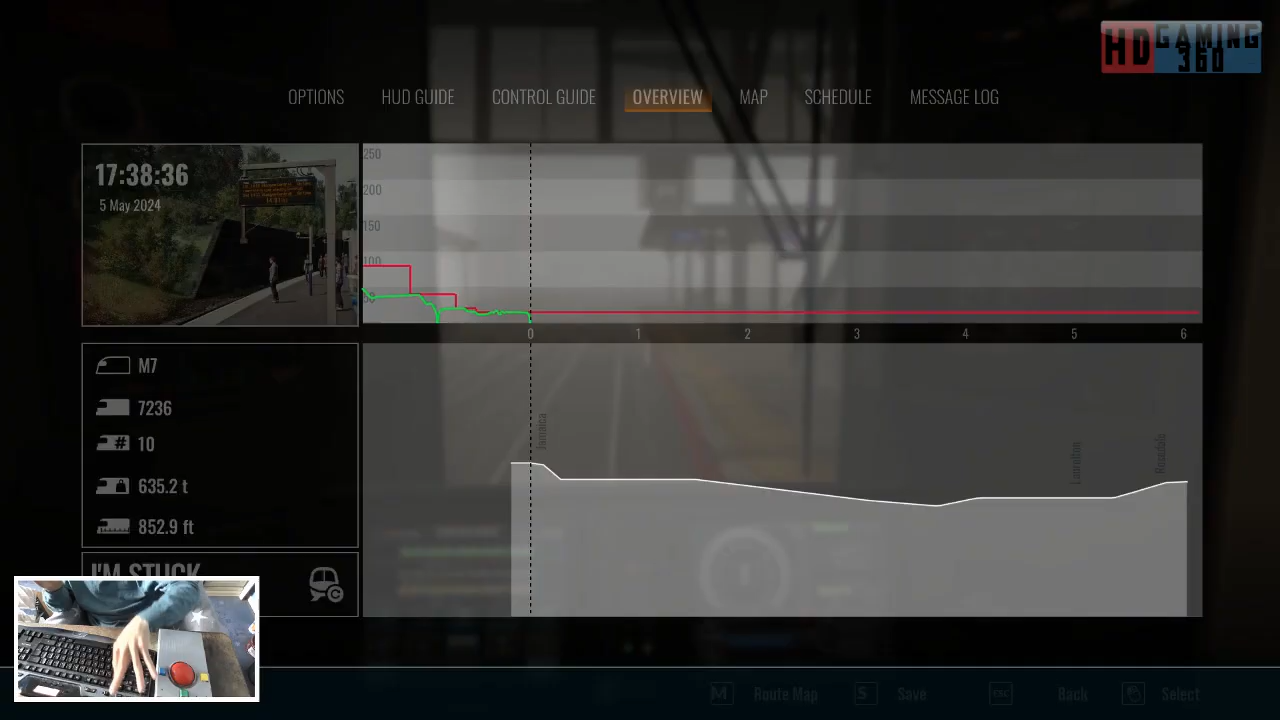 HD GAMING 360
OPTIONS HUD GUIDE CONTROL GUIDE OVERVIEW MAP SCHEDULE MESSAGE LOG
17:38:36
5 May 2024
250
200
150
100
50
0 1 2 3 4 5 6
M7
7236
# 10
635.2 t
852.9 ft
I'M STUCK
Jamaica
Laurelton
Rosedale
M Route Map S Save ESC Back Select